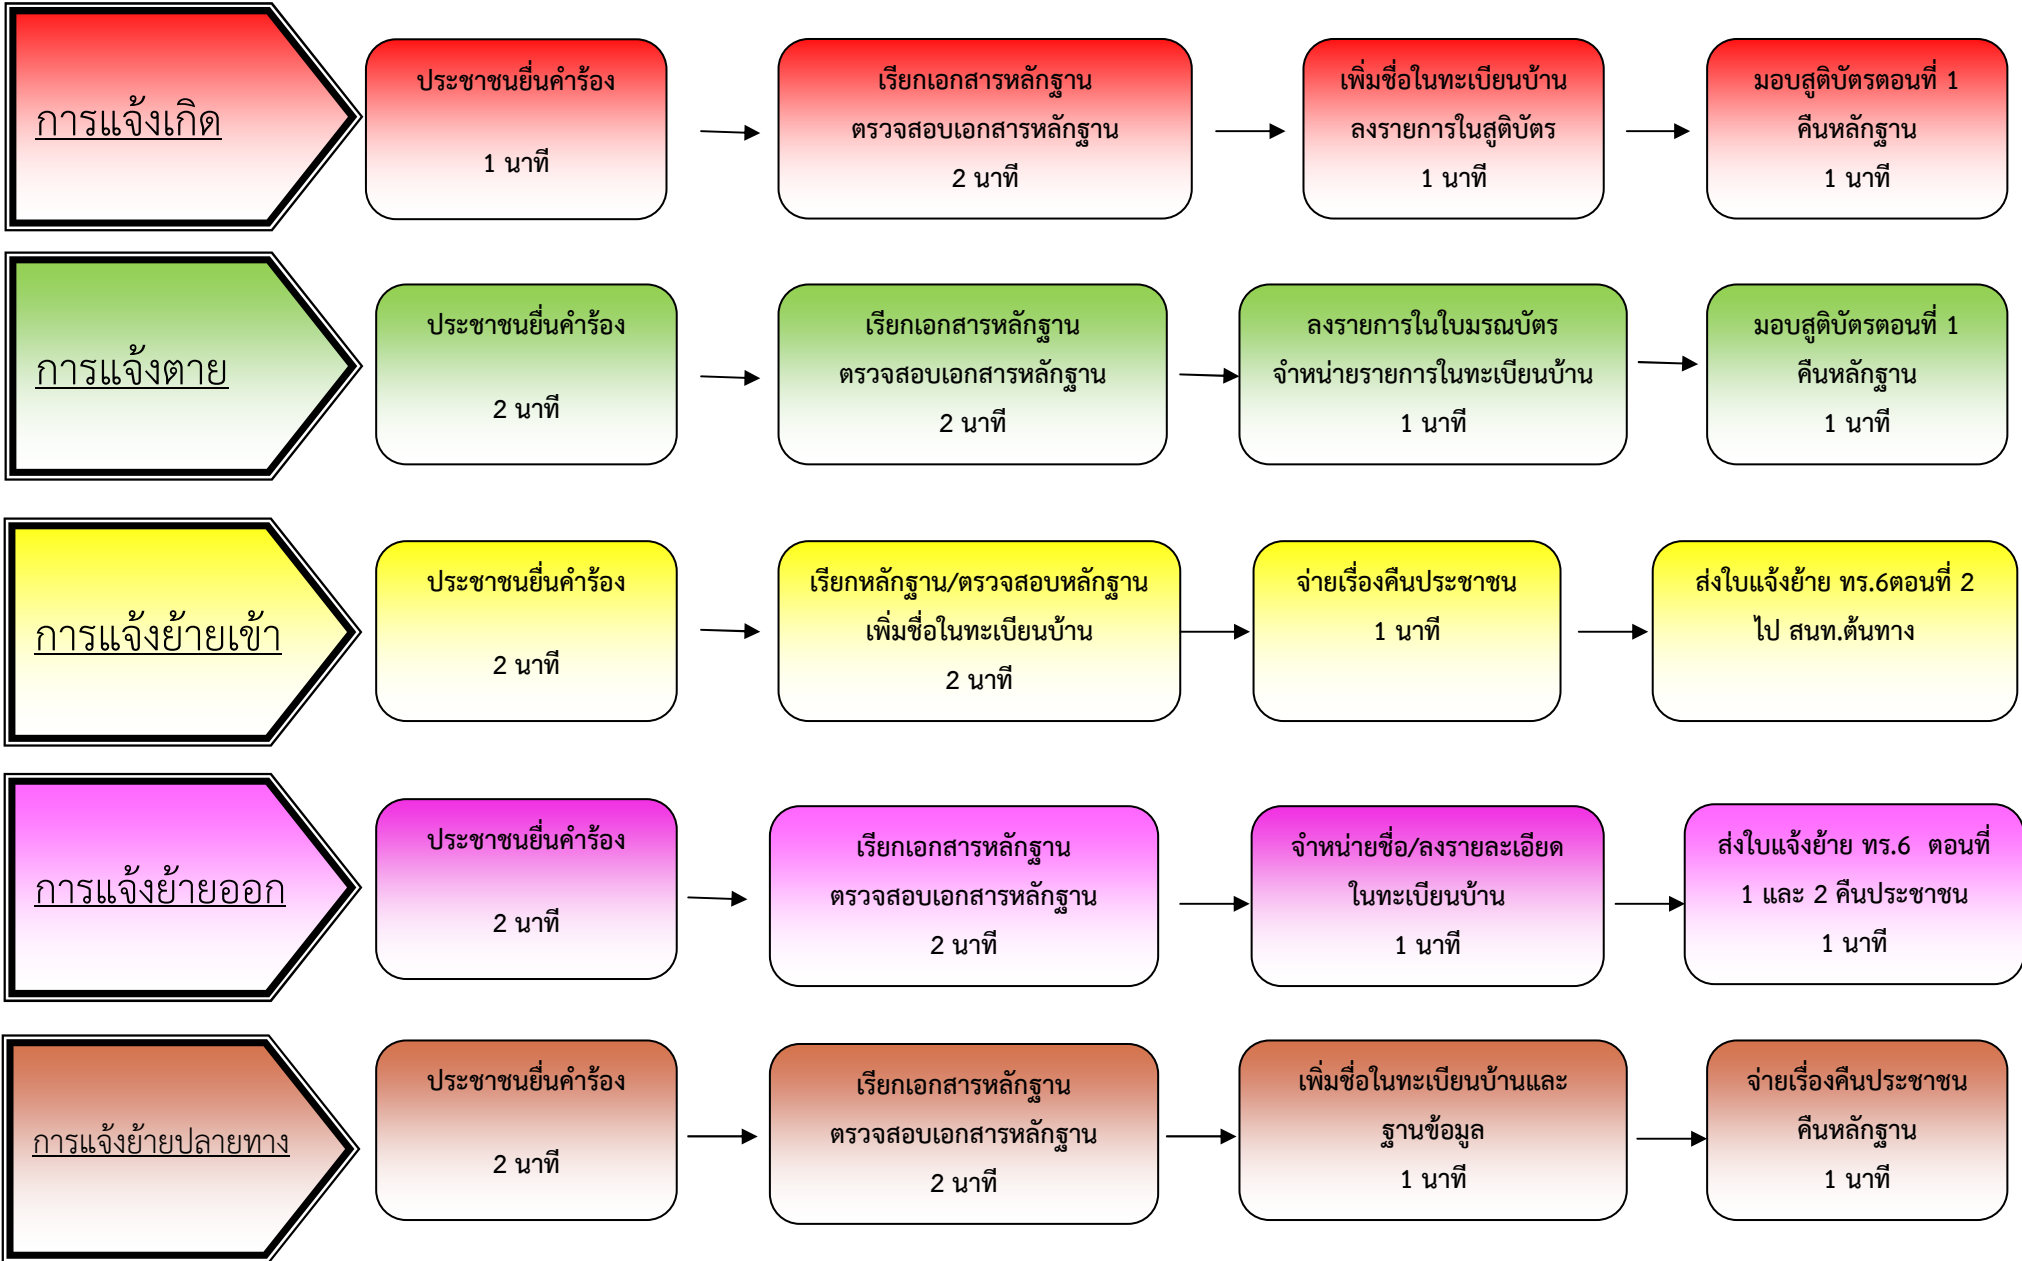 การแจ้งเกิด
ประชาชนยื่นคำร้อง
1 นาที
เรียกเอกสารหลักฐาน
ตรวจสอบเอกสารหลักฐาน
2 นาที
เพิ่มชื่อในทะเบียนบ้าน
ลงรายการในสูติบัตร
1 นาที
มอบสูติบัตรตอนที่ 1
คืนหลักฐาน
1 นาที
การแจ้งตาย
ประชาชนยื่นคำร้อง
2 นาที
เรียกเอกสารหลักฐาน
ตรวจสอบเอกสารหลักฐาน
2 นาที
ลงรายการในใบมรณบัตร
จำหน่ายรายการในทะเบียนบ้าน
1 นาที
มอบสูติบัตรตอนที่ 1
คืนหลักฐาน
1 นาที
การแจ้งย้ายเข้า
ประชาชนยื่นคำร้อง
2 นาที
เรียกหลักฐาน/ตรวจสอบหลักฐาน
เพิ่มชื่อในทะเบียนบ้าน
2 นาที
จ่ายเรื่องคืนประชาชน
1 นาที
ส่งใบแจ้งย้าย ทร.6ตอนที่ 2
ไป สนท.ต้นทาง
การแจ้งย้ายออก
ประชาชนยื่นคำร้อง
2 นาที
เรียกเอกสารหลักฐาน
ตรวจสอบเอกสารหลักฐาน
2 นาที
จำหน่ายชื่อ/ลงรายละเอียด
ในทะเบียนบ้าน
1 นาที
ส่งใบแจ้งย้าย ทร.6 ตอนที่
1 และ 2 คืนประชาชน
1 นาที
การแจ้งย้ายปลายทาง
ประชาชนยื่นคำร้อง
2 นาที
เรียกเอกสารหลักฐาน
ตรวจสอบเอกสารหลักฐาน
2 นาที
เพิ่มชื่อในทะเบียนบ้านและ
ฐานข้อมูล
1 นาที
จ่ายเรื่องคืนประชาชน
คืนหลักฐาน
1 นาที